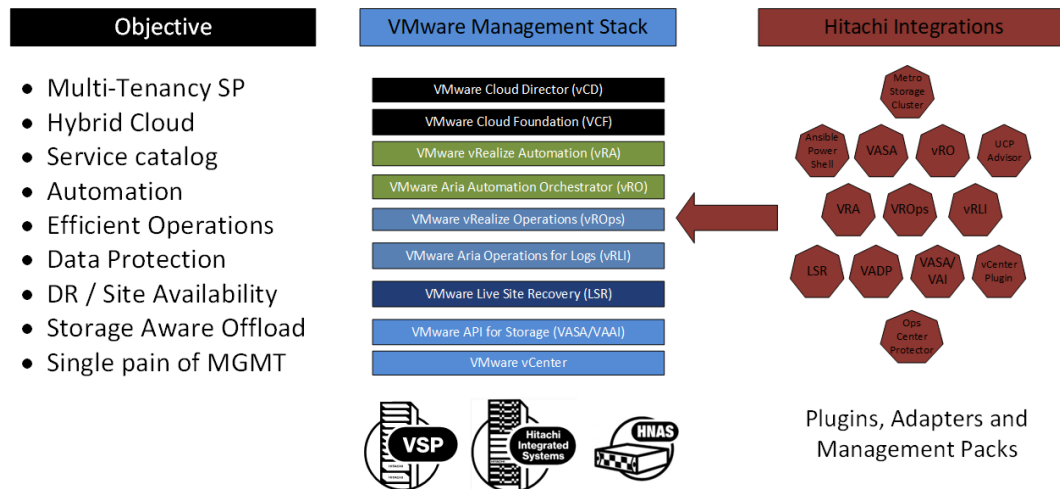 Objective
VMware Management Stack
Hitachi Integrations
Multi-Tenancy SP
Hybrid Cloud
Service catalog
Automation
Efficient Operations
Data Protection
DR / Site Availability
Storage Aware Offload
Single pain of MGMT
VMware Cloud Director (vCD)
VMware Cloud Foundation (VCF)
VMware vRealize Automation (vRA)
VMware Aria Automation Orchestrator (vRO)
VMware vRealize Operations (vROps)
VMware Aria Operations for Logs (vRLI)
VMware Live Site Recovery (LSR)
VMware API for Storage (VASA/VAAI)
VMware vCenter
VSP
Hitachi
Integrated
Systems
HNAS
Metro
Storage
Cluster
Ansible
Power
Shell
VASA
vRO
UCP
Advisor
VRA
VROps
vRLI
LSR
VADP
VASA/
VAI
vCenter
Plugin
Ops
Center
Protector
Plugins, Adapters and
Management Packs